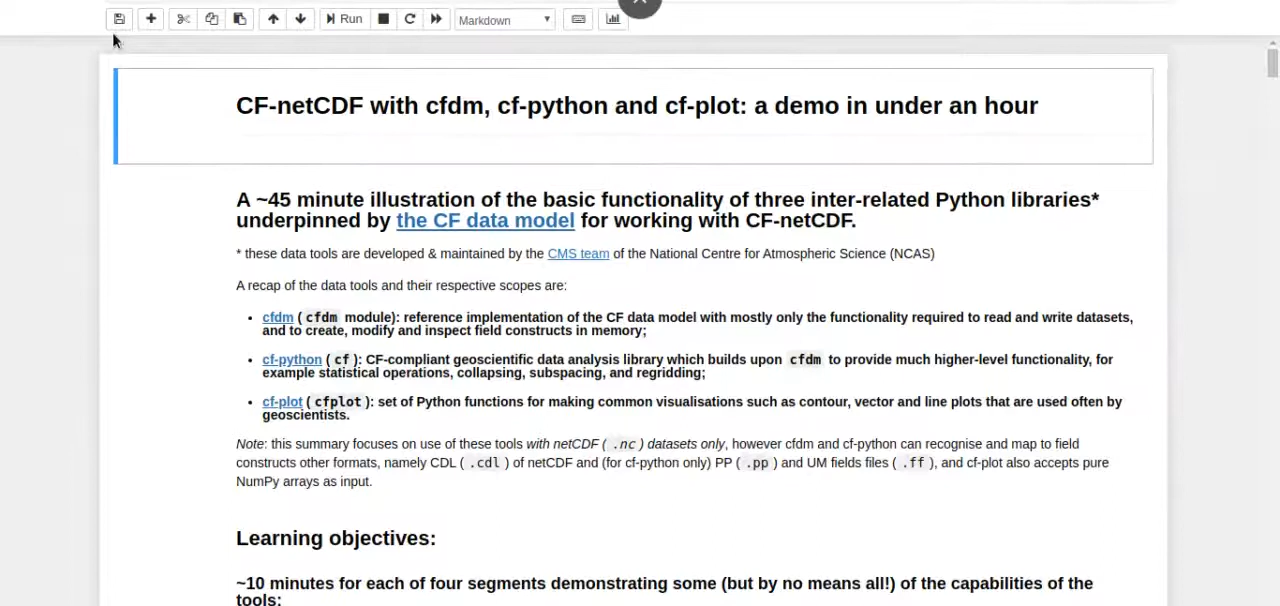 Run
Markdown
CF-netCDF with cfdm, cf-python and cf-plot: a demo in under an hour
A ~45 minute illustration of the basic functionality of three inter-related Python libraries*
underpinned by the CF data model for working with CF-netCDF.
* these data tools are developed & maintained by the CMS team of the National Centre for Atmospheric Science (NCAS)
A recap of the data tools and their respective scopes are:
• cfdm ( cfdm module): reference implementation of the CF data model with mostly only the functionality required to read and write datasets,
and to create, modify and inspect field constructs in memory;
• cf-python ( cf ): CF-compliant geoscientific data analysis library which builds upon cfdm to provide much higher-level functionality, for
example statistical operations, collapsing, subspacing, and regridding;
• cf-plot ( cfplot ): set of Python functions for making common visualisations such as contour, vector and line plots that are used often by
geoscientists.
Note: this summary focuses on use of these tools with netCDF ( .nc ) datasets only, however cfdm and cf-python can recognise and map to field
constructs other formats, namely CDL ( .cdl ) of netCDF and (for cf-python only) PP ( .pp ) and UM fields files ( .ff ), and cf-plot also accepts pure
NumPy arrays as input.
Learning objectives:
~10 minutes for each of four segments demonstrating some (but by no means all!) of the capabilities of the
tools: